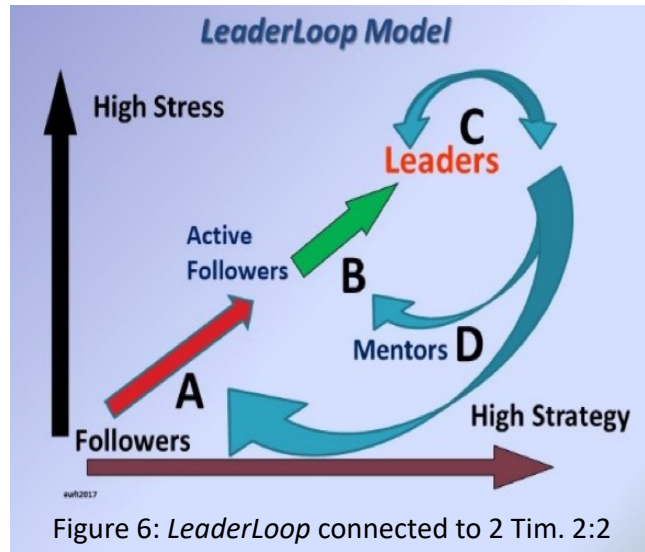 LeaderLoop Model
High Stress
C
Leaders
Active
Followers
B
Mentors D
A
High Strategy
Followers
ewh2017
Figure 6: LeaderLoop connected to 2 Tim. 2:2